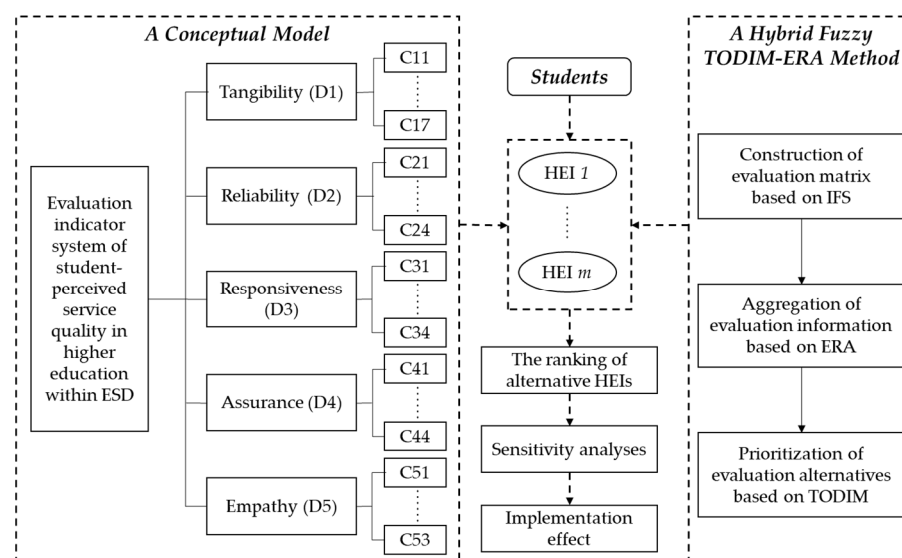 A Conceptual Model
Evaluation
indicator
system of
student-
perceived
service
quality in
higher
education
within ESD
Tangibility (D1)
C11
C17
Reliability (D2)
C21
C24
Responsiveness
(D3)
C31
C34
Assurance (D4)
C41
C44
Empathy (D5)
C51
C53
Students
HEI 1
HEI m
The ranking of
alternative HEIs
Sensitivity analyses
Implementation
effect
A Hybrid Fuzzy
TODIM-ERA Method
Construction of
evaluation matrix
based on IFS
Aggregation of
evaluation information
based on ERA
Prioritization of
evaluation alternatives
based on TODIM